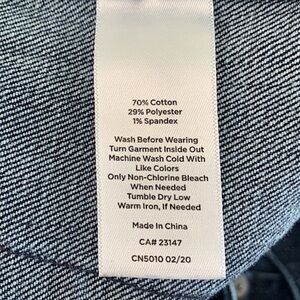 70% Cotton
29% Polyester
1% Spandex
Wash Before Wearing
Turn Garment Inside Out
Machine Wash Cold With
Like Colors
Only Non-Chlorine Bleach
When Needed
Tumble Dry Low
Warm Iron, If Needed
Made in China
CA# 23147
CN5010 02/20